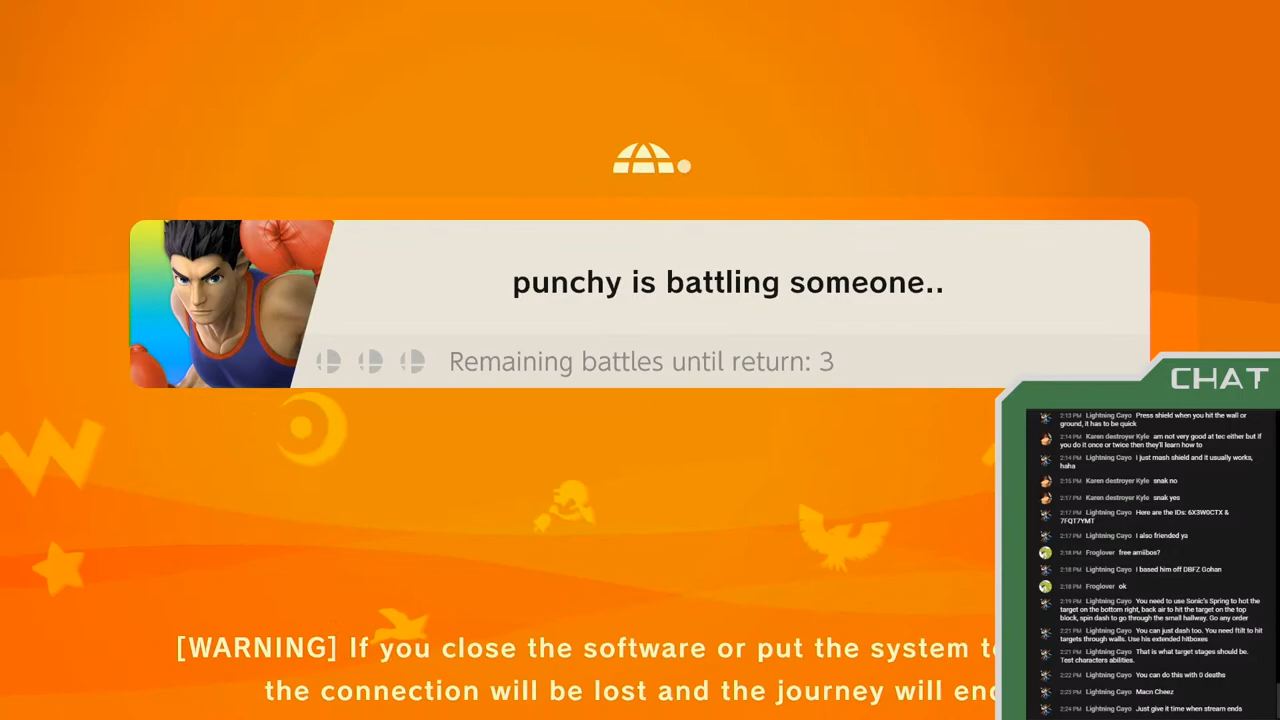 punchy is battling someone..
Remaining battles until return: 3
CHAT
2:13 PM Lightning Cayo Press shield when you hit the wall or
ground, it has to be quick
2:14 PM Karen destroyer Kyle am not very good at tec either but if
you do it once or twice then they'll learn how to
2:14 PM Lightning Cayo I just mash shield and it usually works,
haha
2:15 PM Karen destroyer Kyle snak no
2:17 PM Karen destroyer Kyle snak yes
2:17 PM Lightning Cayo Here are the IDs: 6X3W0CTX &
7FQT7YMT
2:17 PM Lightning Cayo I also friended ya
2:18 PM Froglover free amiibos?
2:18 PM Lightning Cayo I based him off DBFZ Gohan
2:18 PM Froglover ok
2:19 PM Lightning Cayo You need to use Sonic's Spring to hot the
target on the bottom right, back air to hit the target on the top
block, spin dash to go through the small hallway. Go any order
2:21 PM Lightning Cayo You can just dash too. You need ftilt to hit
targets through walls. Use his extended hitboxes
2:21 PM Lightning Cayo That is what target stages should be.
Test characters abilities.
2:22 PM Lightning Cayo You can do this with 0 deaths
2:23 PM Lightning Cayo Macn Cheez
2:24 PM Lightning Cayo Just give it time when stream ends
[WARNING] If you close the software or put the system to
the connection will be lost and the journey will end